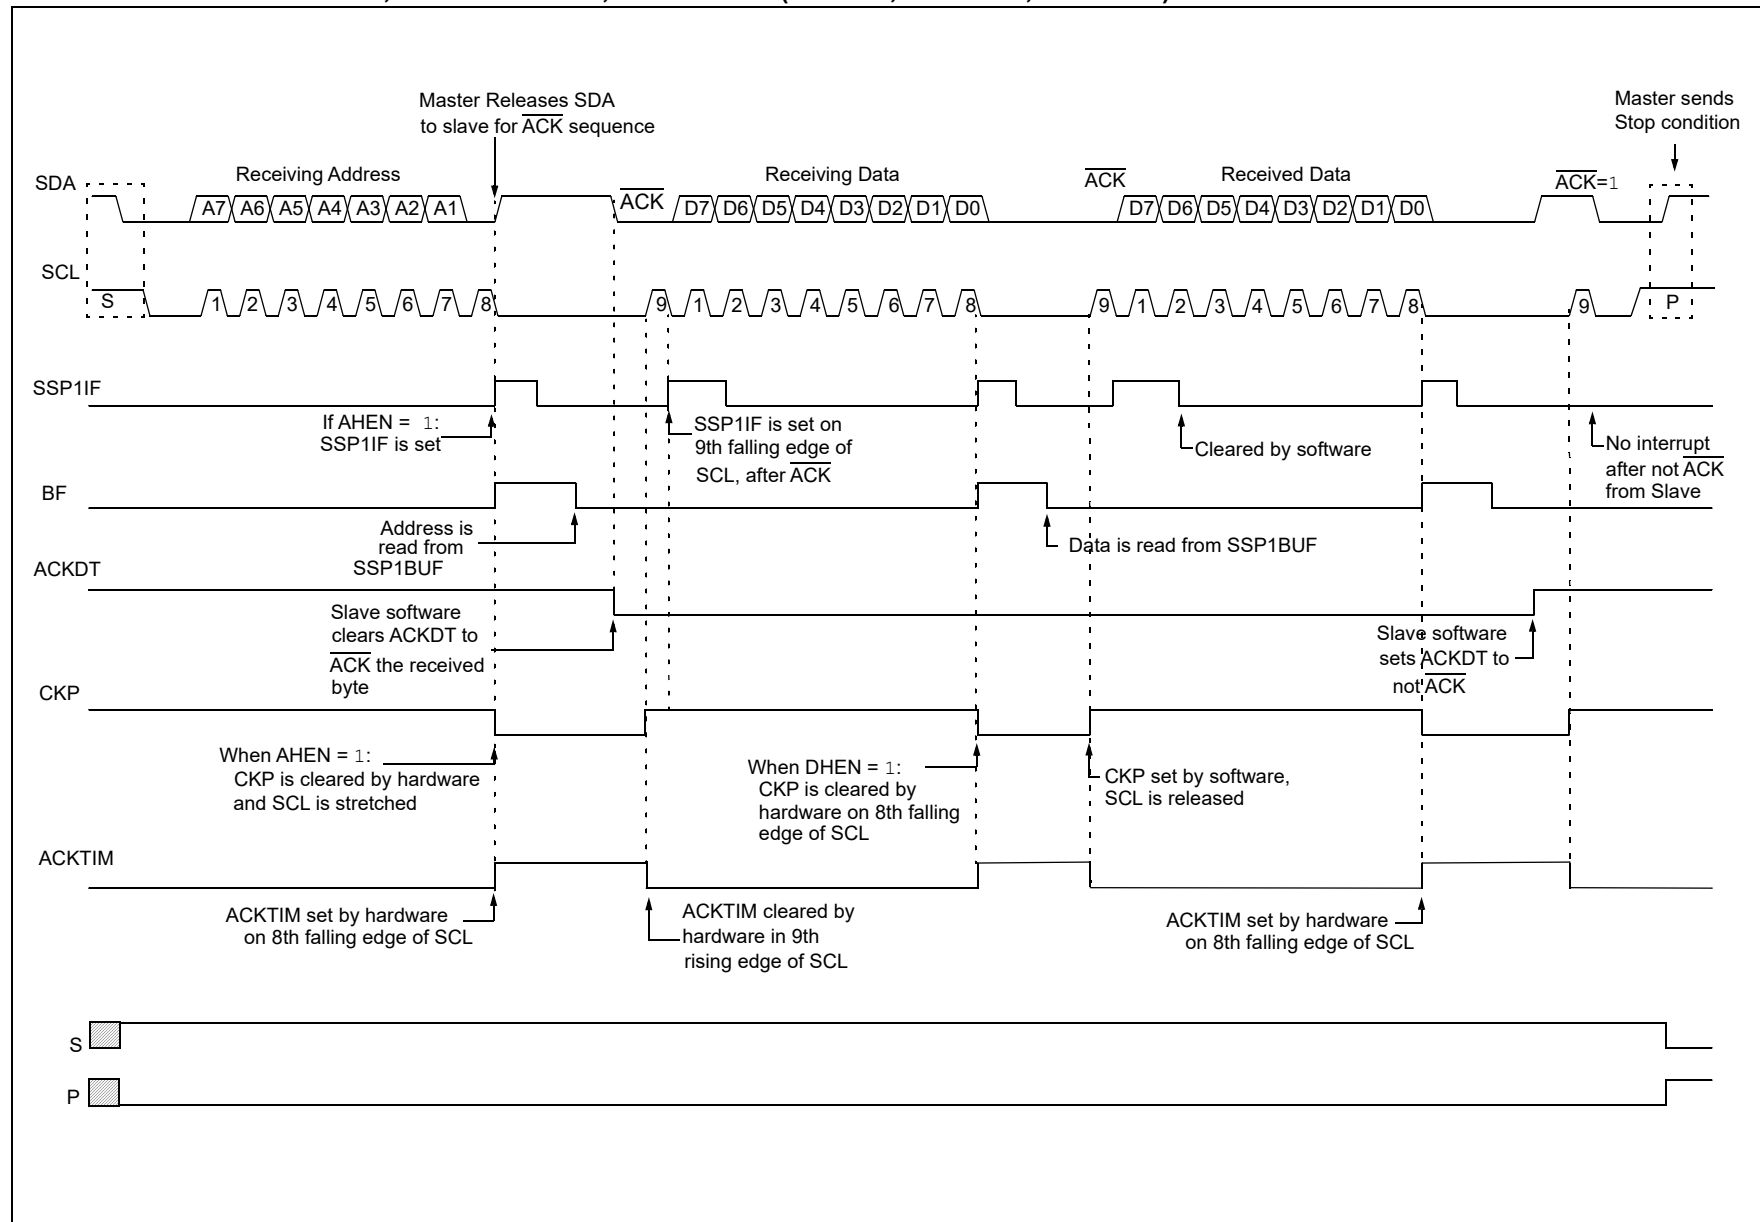 Master Releases SDA
to slave for ACK sequence
Master sends
Stop condition
SDA
Receiving Address
ACK
Receiving Data
ACK
Received Data
ACK=1
A7 A6 A5 A4 A3 A2 A1
D7 D6 D5 D4 D3 D2 D1 D0
D7 D6 D5 D4 D3 D2 D1 D0
SCL
S
1 2 3 4 5 6 7 8
9 1 2 3 4 5 6 7 8
9 1 2 3 4 5 6 7 8
9
P
SSP1IF
If AHEN = 1:
SSP1IF is set
SSP1IF is set on
9th falling edge of
SCL, after ACK
Cleared by software
No interrupt
after not ACK
from Slave
BF
Address is
read from
SSP1BUF
Data is read from SSP1BUF
ACKDT
Slave software
clears ACKDT to
ACK the received
byte
Slave software
sets ACKDT to
not ACK
CKP
When AHEN = 1:
CKP is cleared by hardware
and SCL is stretched
When DHEN = 1:
CKP is cleared by
hardware on 8th falling
edge of SCL
CKP set by software,
SCL is released
ACKTIM
ACKTIM set by hardware
on 8th falling edge of SCL
ACKTIM cleared by
hardware in 9th
rising edge of SCL
ACKTIM set by hardware
on 8th falling edge of SCL
S
P